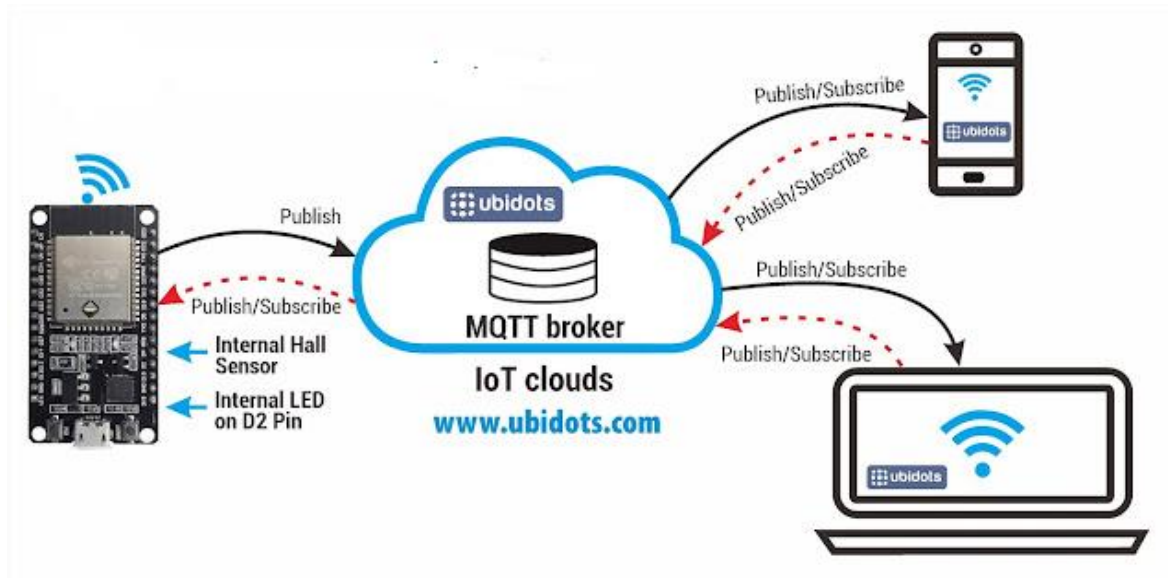 Publish
Publish/Subscribe
Internal Hall
Sensor
Internal LED
on D2 Pin
ubidots
MQTT broker
IoT clouds
www.ubidots.com
Publish/Subscribe
Publish/Subscribe
ubidots
Publish/Subscribe
Publish/Subscribe
ubidots